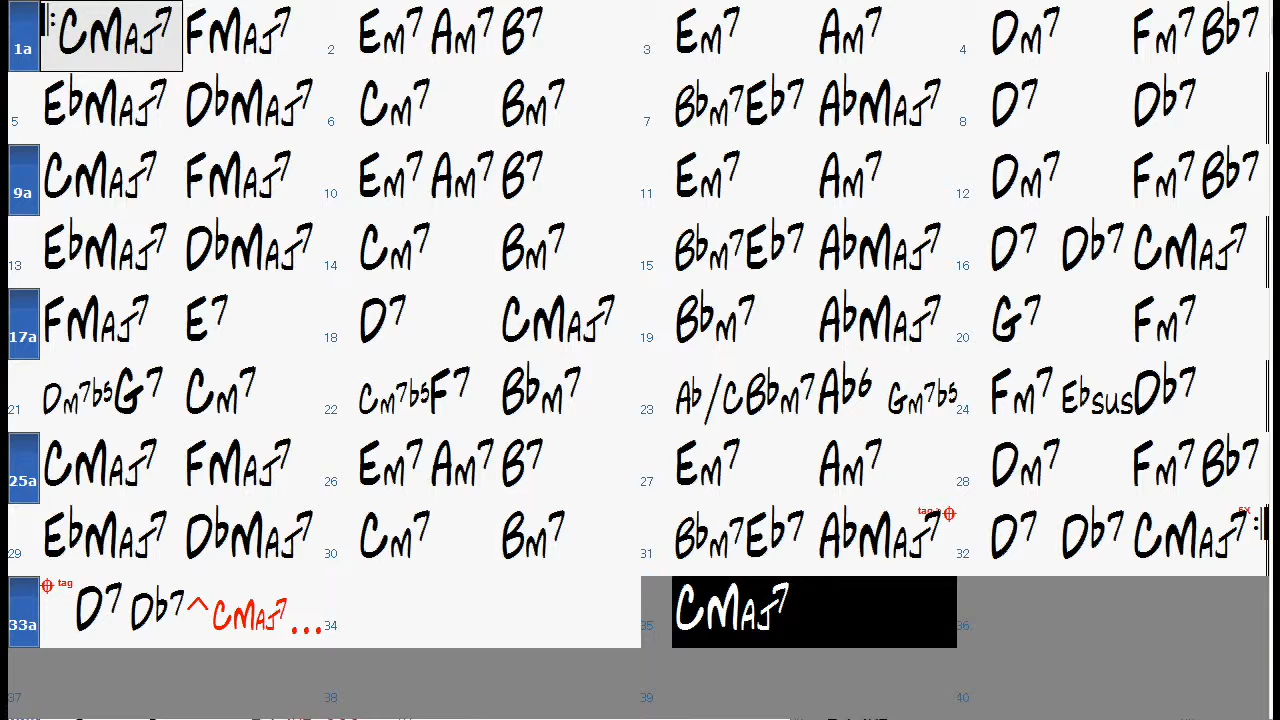 1a CMAJ7 FMAJ7 2 Em7 Am7 B7 3 Em7 Am7 4 Dm7 Fm7 Bb7
5 EbMAJ7 DbMAJ7 6 Cm7 Bm7 7 Bbm7 Eb7 AbMAJ7 8 D7 Db7
9a CMAJ7 FMAJ7 10 Em7 Am7 B7 11 Em7 Am7 12 Dm7 Fm7 Bb7
13 EbMAJ7 DbMAJ7 14 Cm7 Bm7 15 Bbm7 Eb7 AbMAJ7 16 D7 Db7 CMAJ7
17a FMAJ7 E7 18 D7 CMAJ7 19 Bbm7 AbMAJ7 20 G7 Fm7
21 Dm7b5 G7 Cm7 22 Cm7b5 F7 Bbm7 23 Ab/C Bbm7 Ab6 Gm7b5 24 Fm7 Ebsus Db7
25a CMAJ7 FMAJ7 26 Em7 Am7 B7 27 Em7 Am7 28 Dm7 Fm7 Bb7
29 EbMAJ7 DbMAJ7 30 Cm7 Bm7 31 Bbm7 Eb7 AbMAJ7 32 D7 Db7 CMAJ7
33a tag D7 Db7 ^CMAJ7... 34 35 CMAJ7 36
37 38 39 40